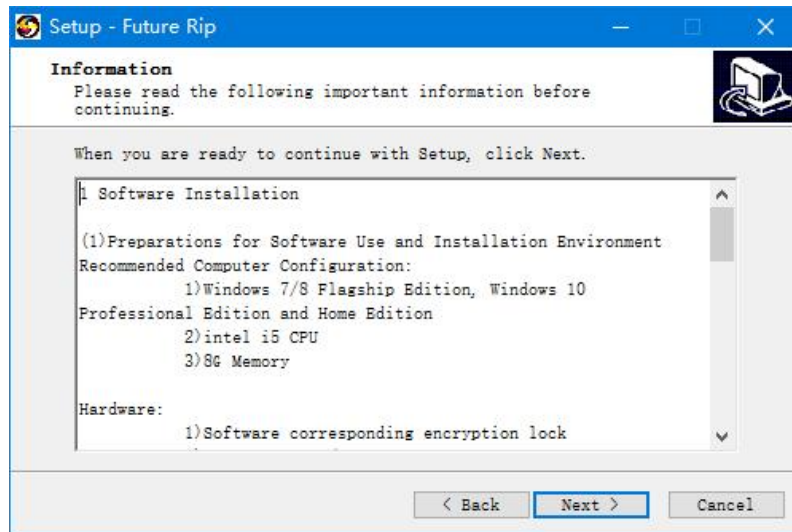 Setup - Future Rip
Information
Please read the following important information before
continuing.
When you are ready to continue with Setup, click Next.
1 Software Installation
(1)Preparations for Software Use and Installation Environment
Recommended Computer Configuration:
1)Windows 7/8 Flagship Edition, Windows 10
Professional Edition and Home Edition
2)intel i5 CPU
3)8G Memory
Hardware:
1)Software corresponding encryption lock
< Back
Next >
Cancel